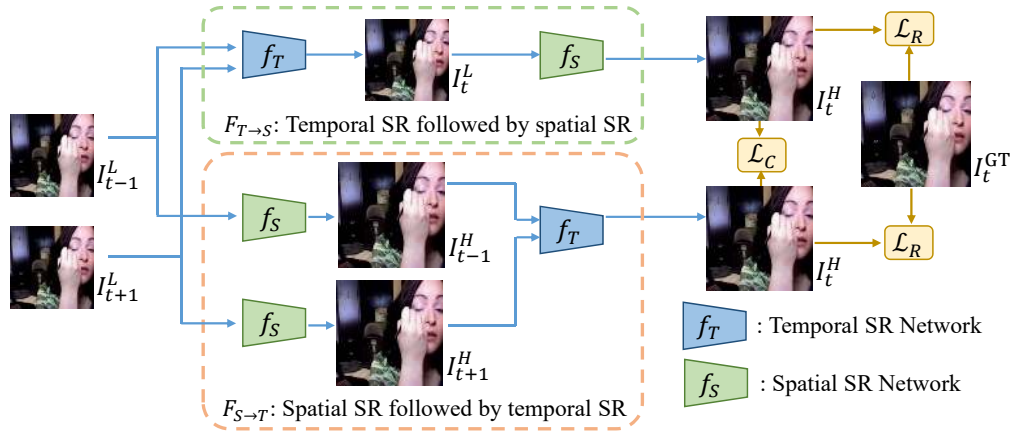 f_T
I_t^L
f_S
F_{T→S}: Temporal SR followed by spatial SR
I_t^H
ℒ_R
I_{t-1}^L
ℒ_C
I_t^{GT}
f_S
I_{t-1}^H
f_T
I_t^H
ℒ_R
I_{t+1}^L
f_S
I_{t+1}^H
F_{S→T}: Spatial SR followed by temporal SR
f_T : Temporal SR Network
f_S : Spatial SR Network